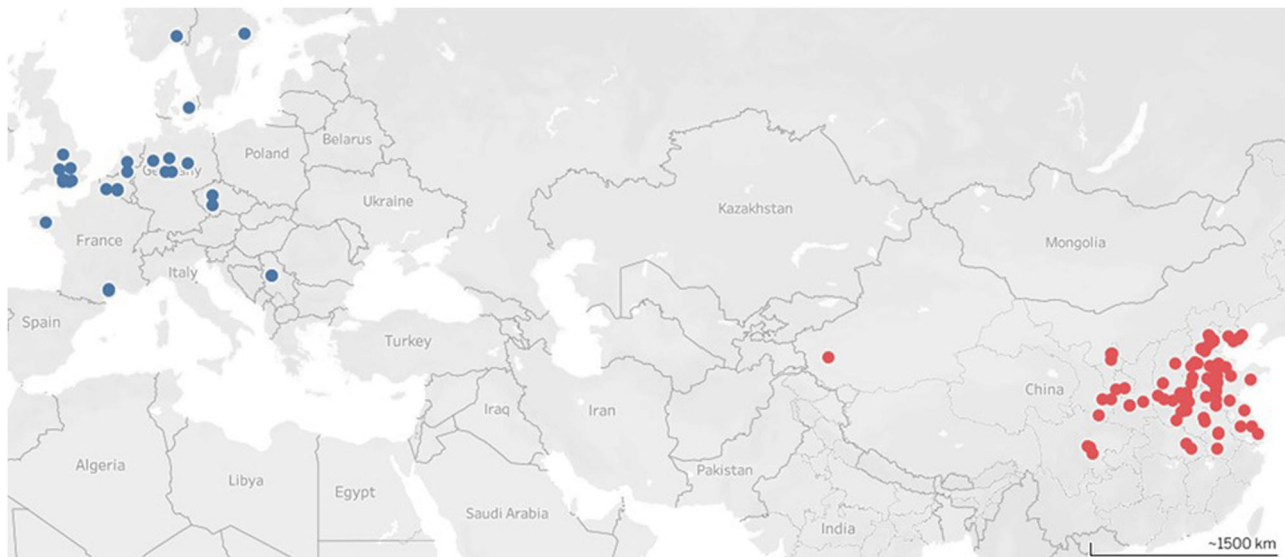 Belarus
Poland
Germany
Ukraine
Kazakhstan
France
Mongolia
Italy
Spain
Turkey
China
Iraq
Iran
Algeria
Libya
Egypt
Pakistan
Saudi Arabia
India
~1500 km